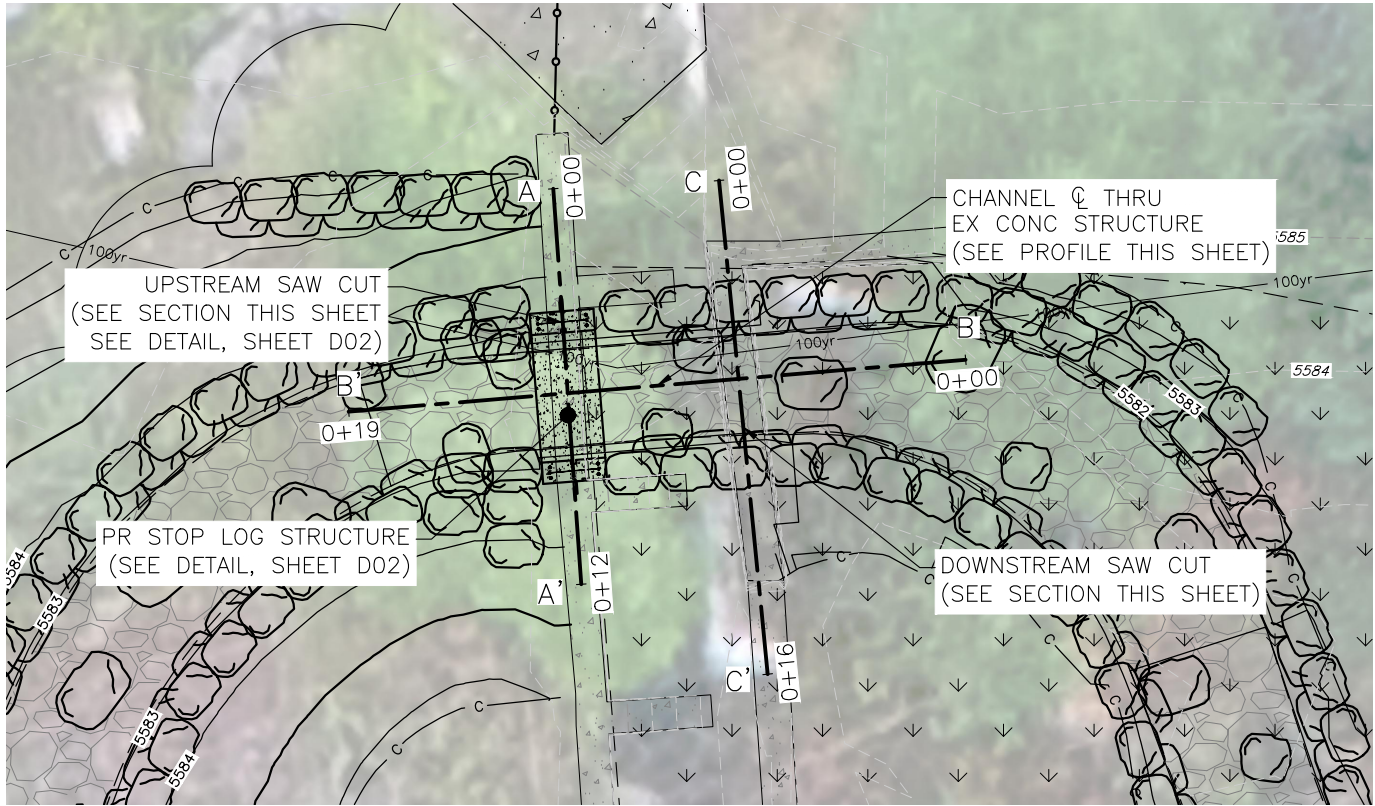 A
0+00
C
0+00
CHANNEL ℄ THRU
EX CONC STRUCTURE
(SEE PROFILE THIS SHEET)
5585
C
C
C
C
C
100yr
100yr
UPSTREAM SAW CUT
(SEE SECTION THIS SHEET
SEE DETAIL, SHEET D02)
B
100yr
100yr
5584
B'
0+00
0+19
5582
5583
C
PR STOP LOG STRUCTURE
(SEE DETAIL, SHEET D02)
DOWNSTREAM SAW CUT
(SEE SECTION THIS SHEET)
C
C
C
A'
0+12
5584
5583
C
C'
0+16
C
C
5583
5584